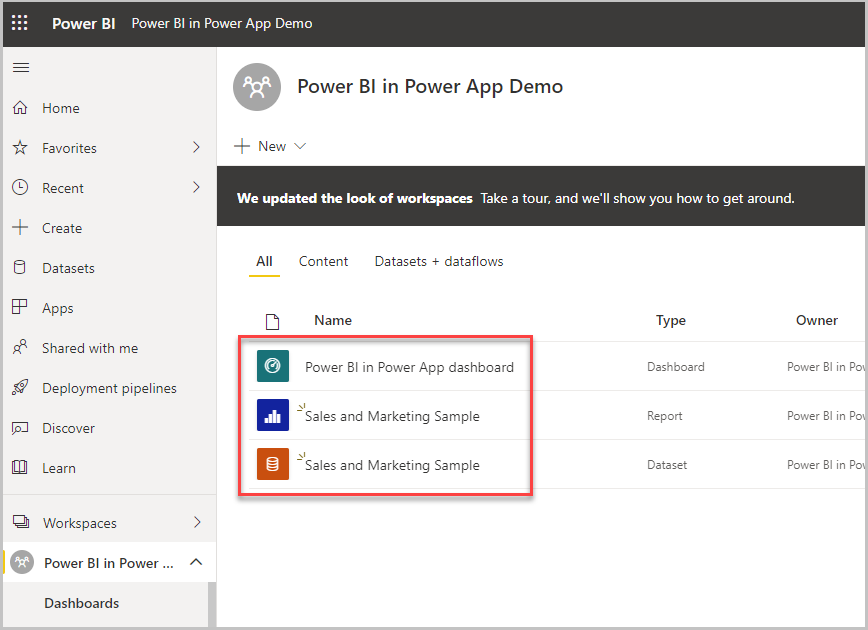 Power BI Power BI in Power App Demo
Home
Favorites
Recent
Create
Datasets
Apps
Shared with me
Deployment pipelines
Discover
Learn
Workspaces
Power BI in Power ...
Dashboards
Power BI in Power App Demo
New
We updated the look of workspaces Take a tour, and we'll show you how to get around.
All Content Datasets + dataflows
Name Type Owner
Power BI in Power App dashboard Dashboard Power BI in Pow
Sales and Marketing Sample Report Power BI in Pow
Sales and Marketing Sample Dataset Power BI in Pow